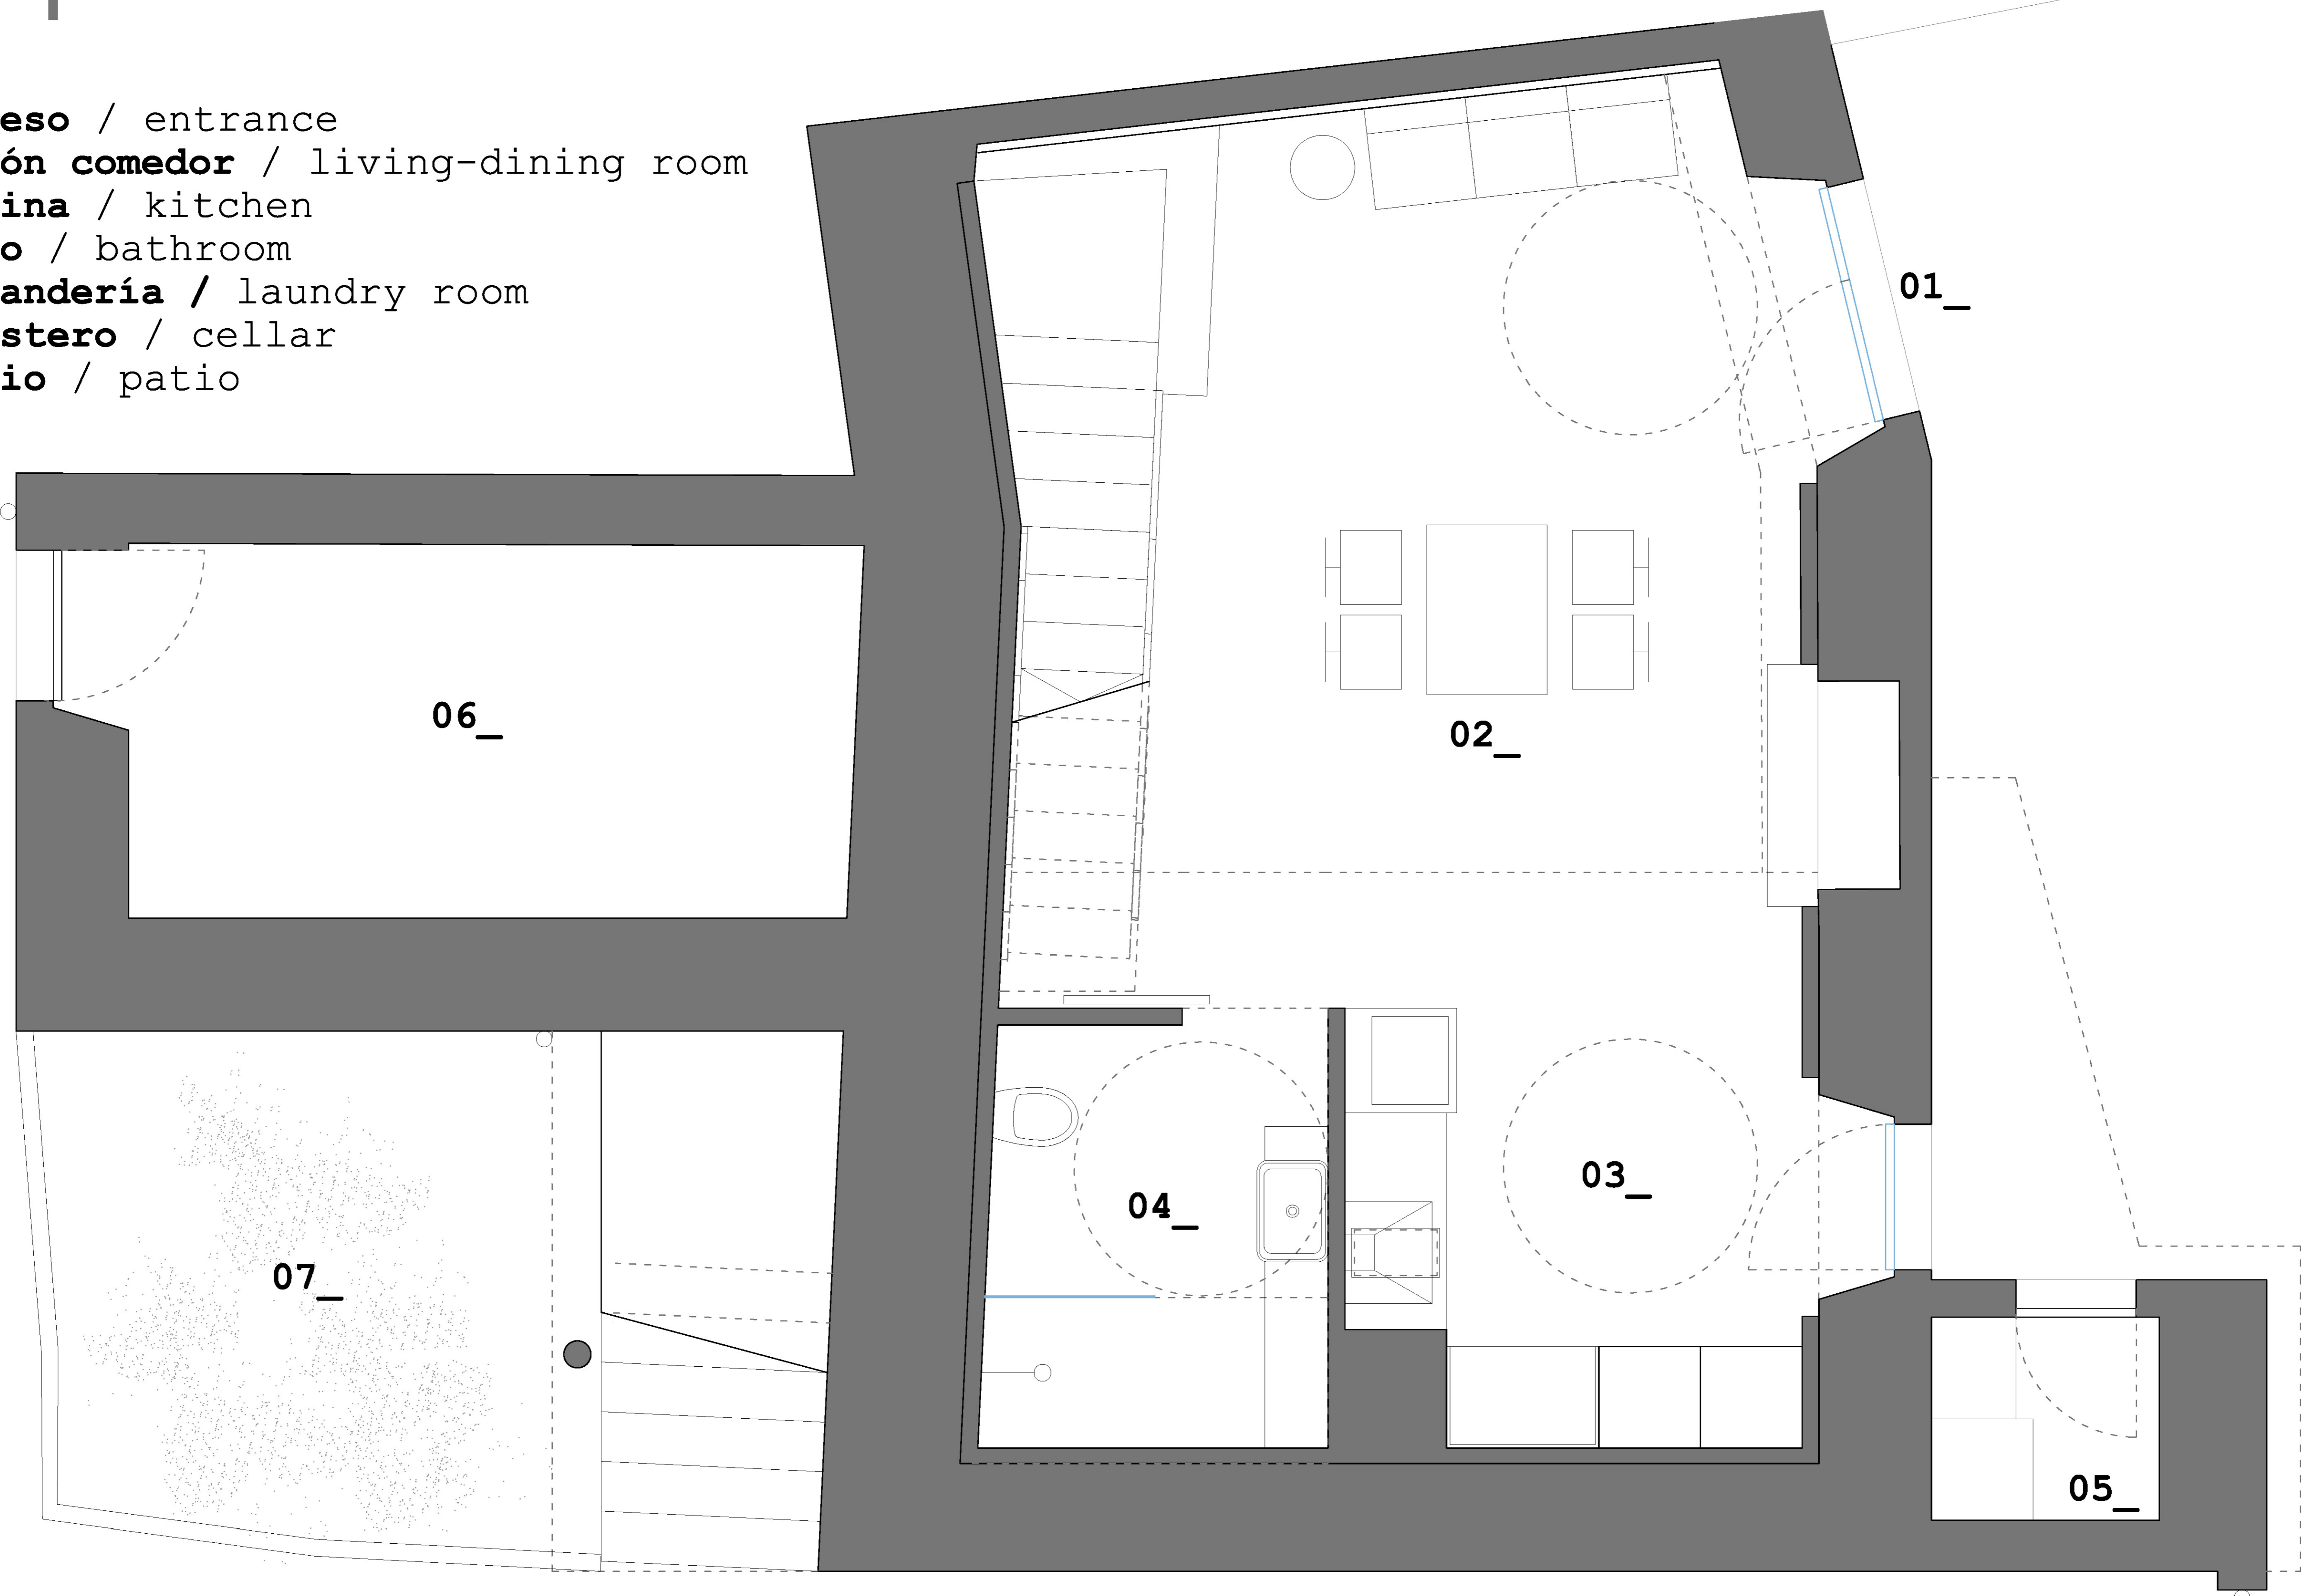 eso / entrance
ón comedor / living-dining room
ina / kitchen
o / bathroom
andería / laundry room
stero / cellar
io / patio
01_
02_
06_
03_
04_
07_
05_